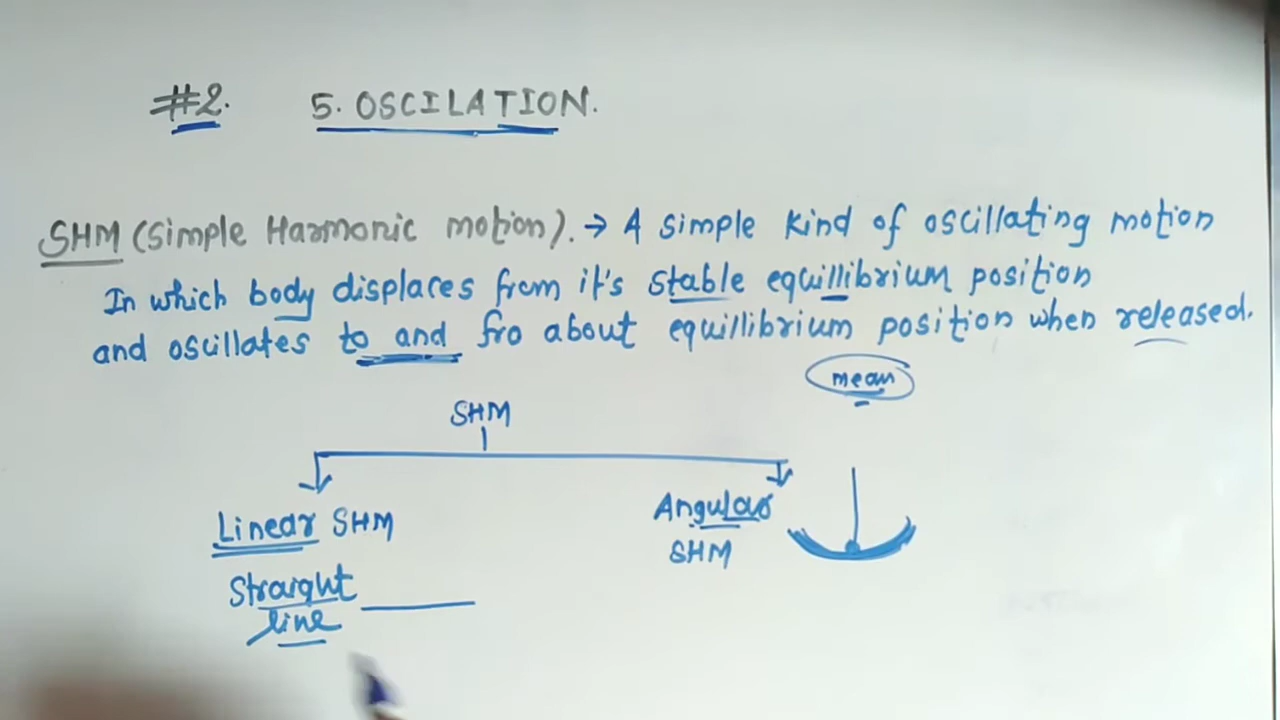 #2. 5. OSCILATION.
SHM (Simple Harmonic motion). → A simple kind of oscillating motion
In which body displaces from it's stable equillibrium position
and oscillates to and fro about equillibrium position when released.
mean
SHM
Linear SHM
Angular
SHM
Straight
line